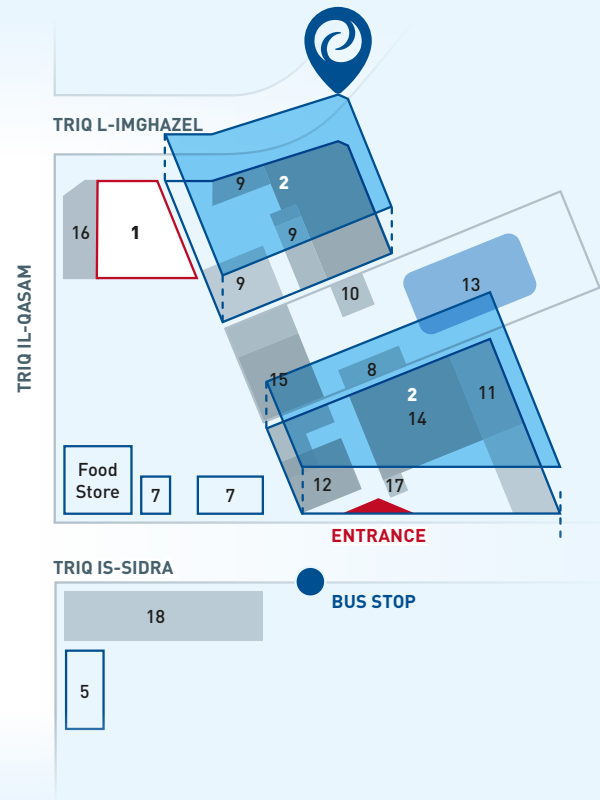 TRIQ L-IMGHAZEL
9
2
16
1
9
9
10
13
TRIQ IL-QASAM
15
8
2
11
14
Food
Store
7
7
12
17
ENTRANCE
TRIQ IS-SIDRA
BUS STOP
18
5